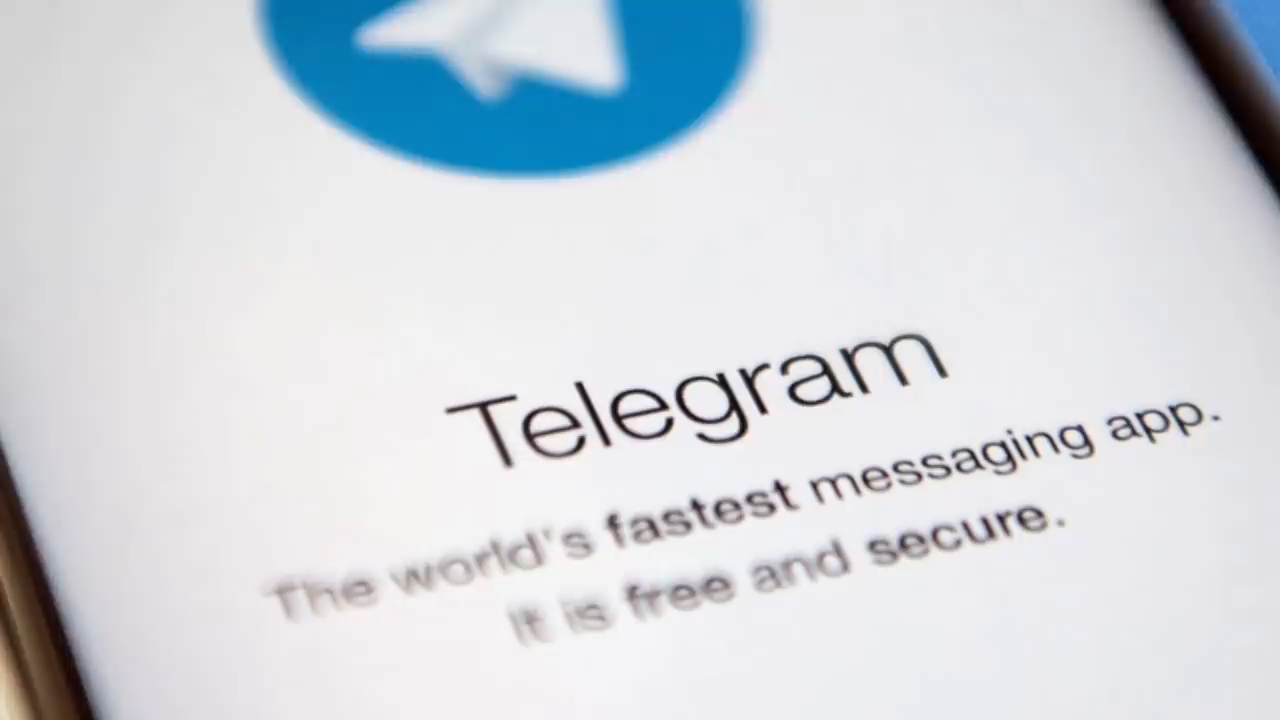 Telegram
The world's fastest messaging app.
It is free and secure.